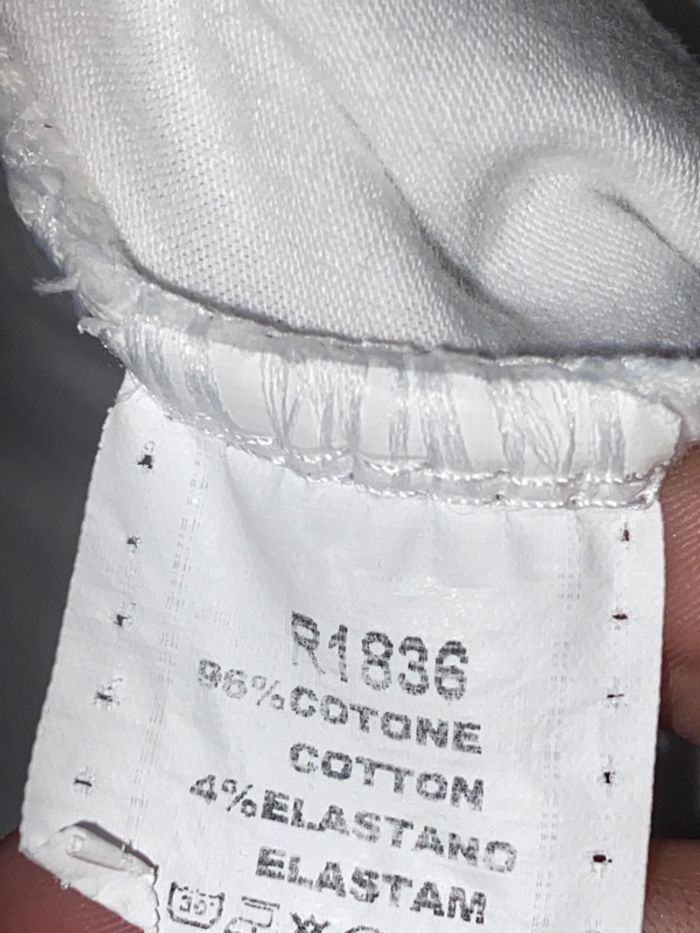 R1836
96%COTONE
COTTON
4%ELASTANO
ELASTAM